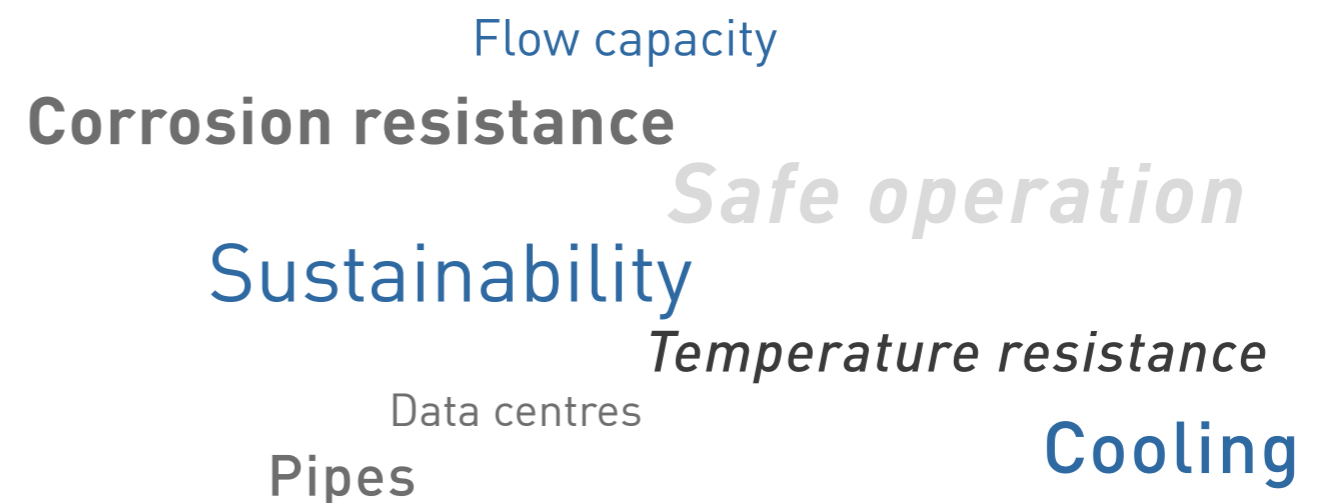 Flow capacity
Corrosion resistance
Safe operation
Sustainability
Temperature resistance
Data centres
Cooling
Pipes